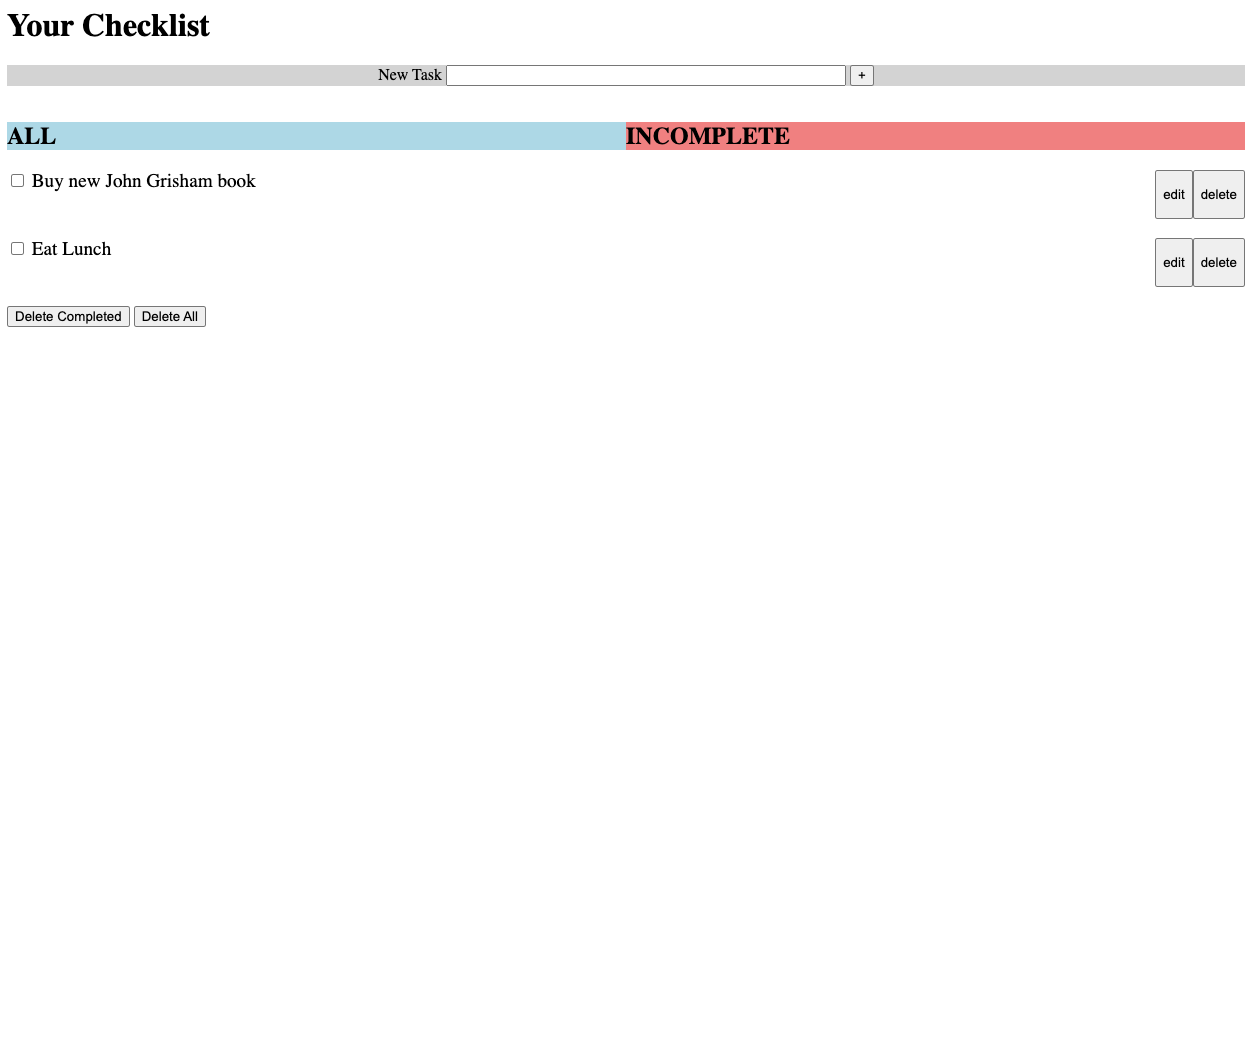 Your Checklist
New Task +
ALL INCOMPLETE
Buy new John Grisham book edit delete
Eat Lunch edit delete
Delete Completed Delete All